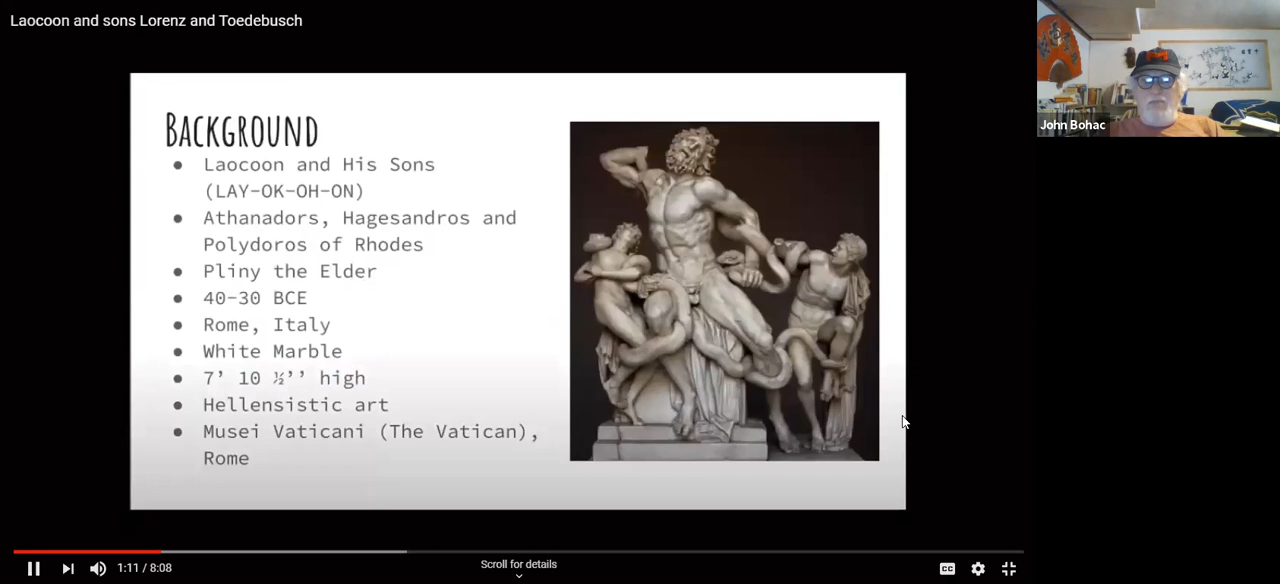 Laocoon and sons Lorenz and Toedebusch
John Bohac
BACKGROUND
● Laocoon and His Sons
(LAY-OK-OH-ON)
● Athanadors, Hagesandros and
Polydoros of Rhodes
● Pliny the Elder
● 40-30 BCE
● Rome, Italy
● White Marble
● 7’ 10 ½’’ high
● Hellensistic art
● Musei Vaticani (The Vatican),
Rome
1:11 / 8:08
Scroll for details
CC